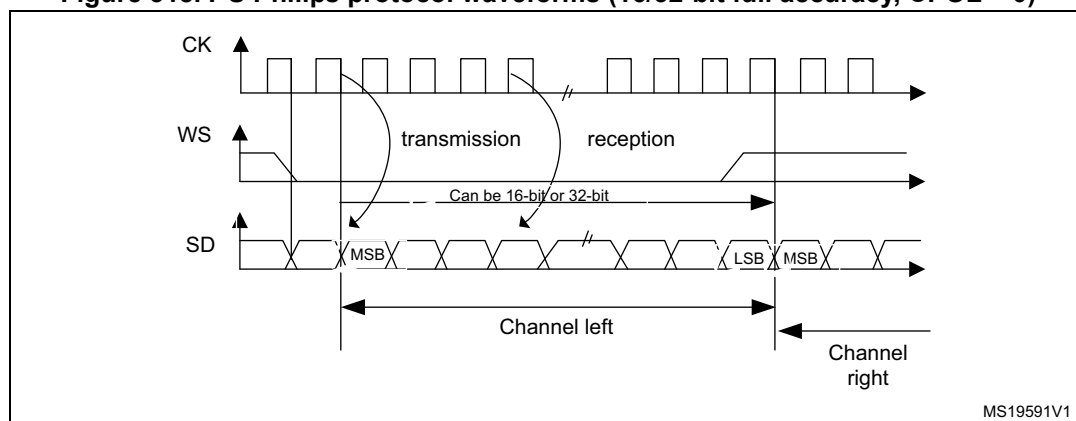 CK
transmission
reception
WS
Can be 16-bit or 32-bit
SD
MSB
LSB
MSB
Channel left
Channel
right
MS19591V1